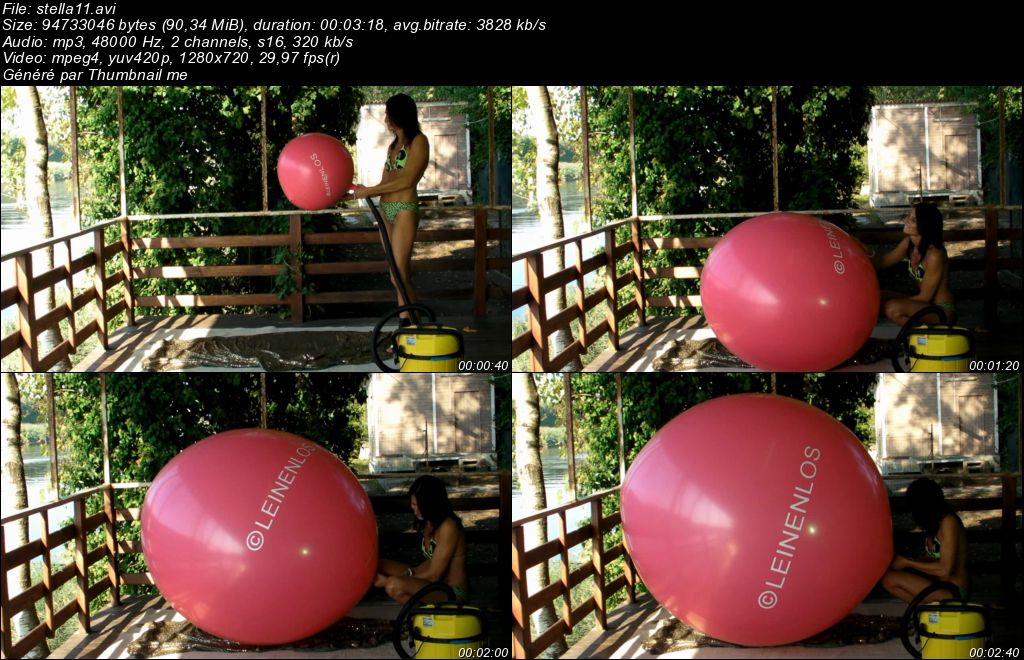 File: stella11.avi
Size: 94733046 bytes (90,34 MiB), duration: 00:03:18, avg.bitrate: 3828 kb/s
Audio: mp3, 48000 Hz, 2 channels, s16, 320 kb/s
Video: mpeg4, yuv420p, 1280x720, 29,97 fps(r)
Généré par Thumbnail me
LEINENLOS
00:00:40
©LEINEN
00:01:20
©LEINENLOS
00:02:00
©LEINENLOS
00:02:40